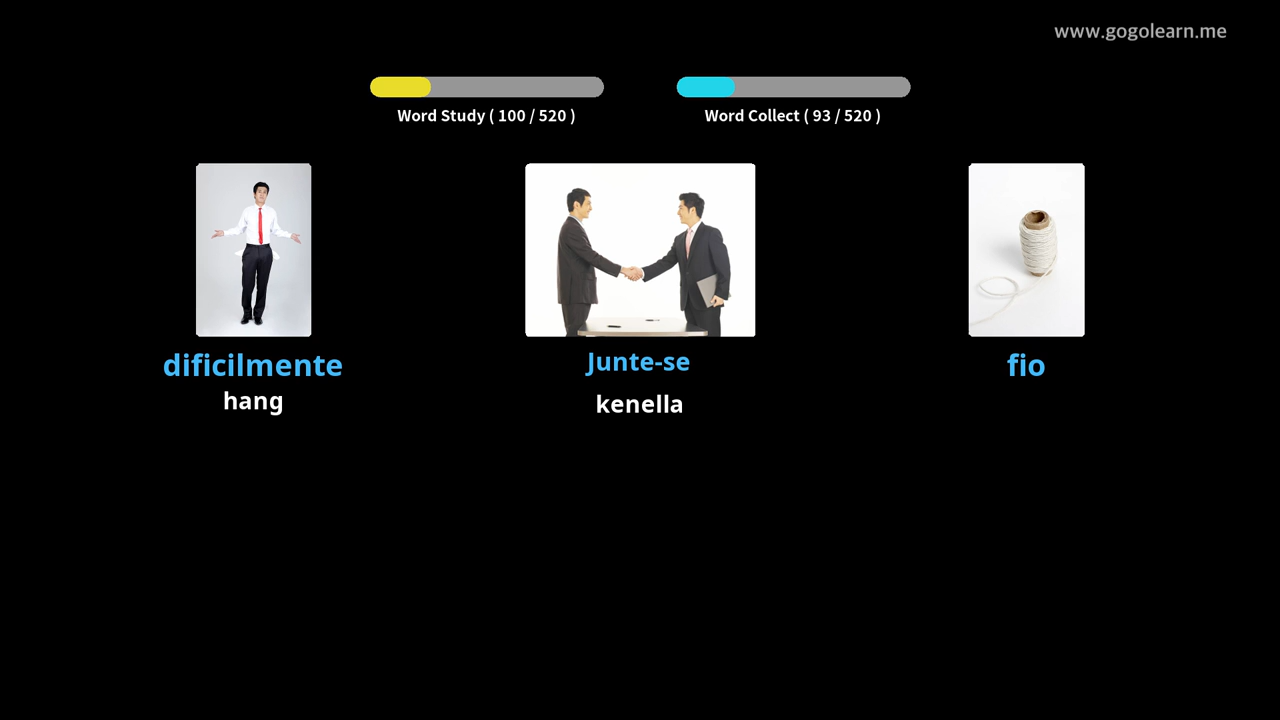 www.gogolearn.me
Word Study ( 100 / 520 )
Word Collect ( 93 / 520 )
dificilmente
hang
Junte-se
kenella
fio